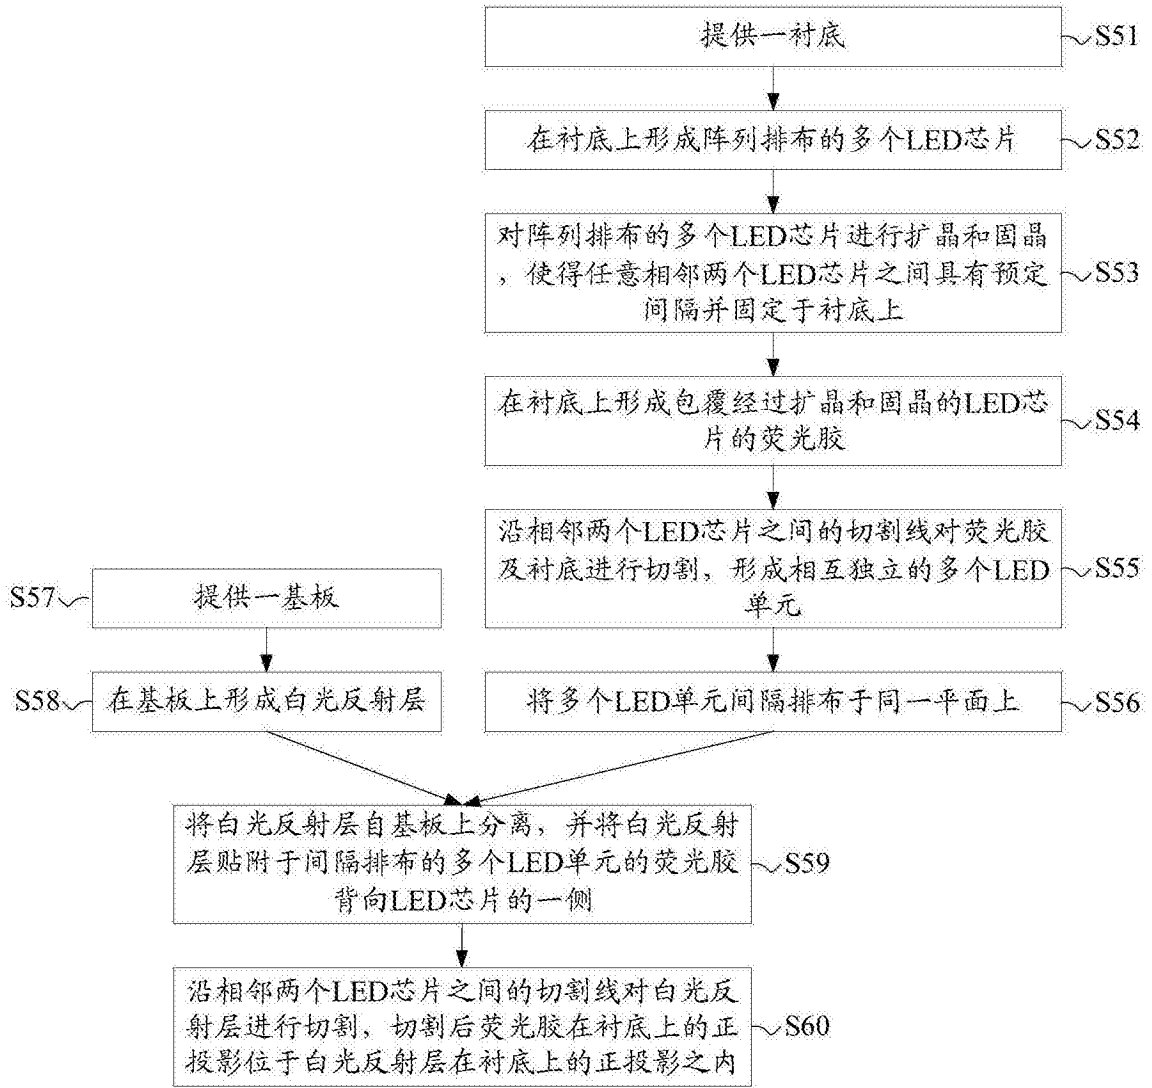 提供一衬底
S51
在衬底上形成阵列排布的多个LED芯片
S52
对阵列排布的多个LED芯片进行扩晶和固晶
，使得任意相邻两个LED芯片之间具有预定
间隔并固定于衬底上
S53
在衬底上形成包覆经过扩晶和固晶的LED芯
片的荧光胶
S54
沿相邻两个LED芯片之间的切割线对荧光胶
及衬底进行切割，形成相互独立的多个LED
单元
S55
S57
提供一基板
S58
在基板上形成白光反射层
将多个LED单元间隔排布于同一平面上
S56
将白光反射层自基板上分离，并将白光反射
层贴附于间隔排布的多个LED单元的荧光胶
背向LED芯片的一侧
S59
沿相邻两个LED芯片之间的切割线对白光反
射层进行切割，切割后荧光胶在衬底上的正
投影位于白光反射层在衬底上的正投影之内
S60